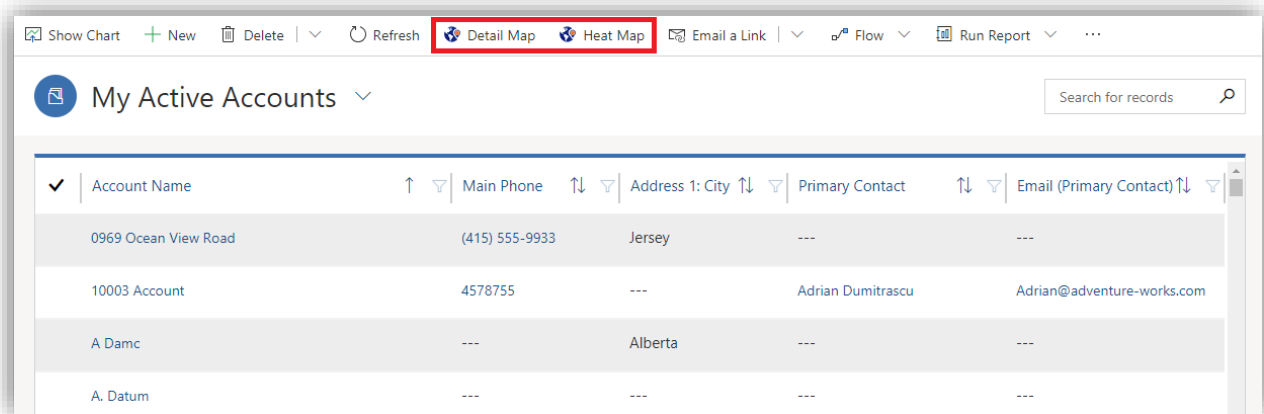 Show Chart New Delete Refresh Detail Map Heat Map Email a Link Flow Run Report ...
My Active Accounts
Search for records
Account Name Main Phone Address 1: City Primary Contact Email (Primary Contact)
0969 Ocean View Road (415) 555-9933 Jersey --- ---
10003 Account 4578755 --- Adrian Dumitrascu Adrian@adventure-works.com
A Damc --- Alberta --- ---
A. Datum --- --- --- ---